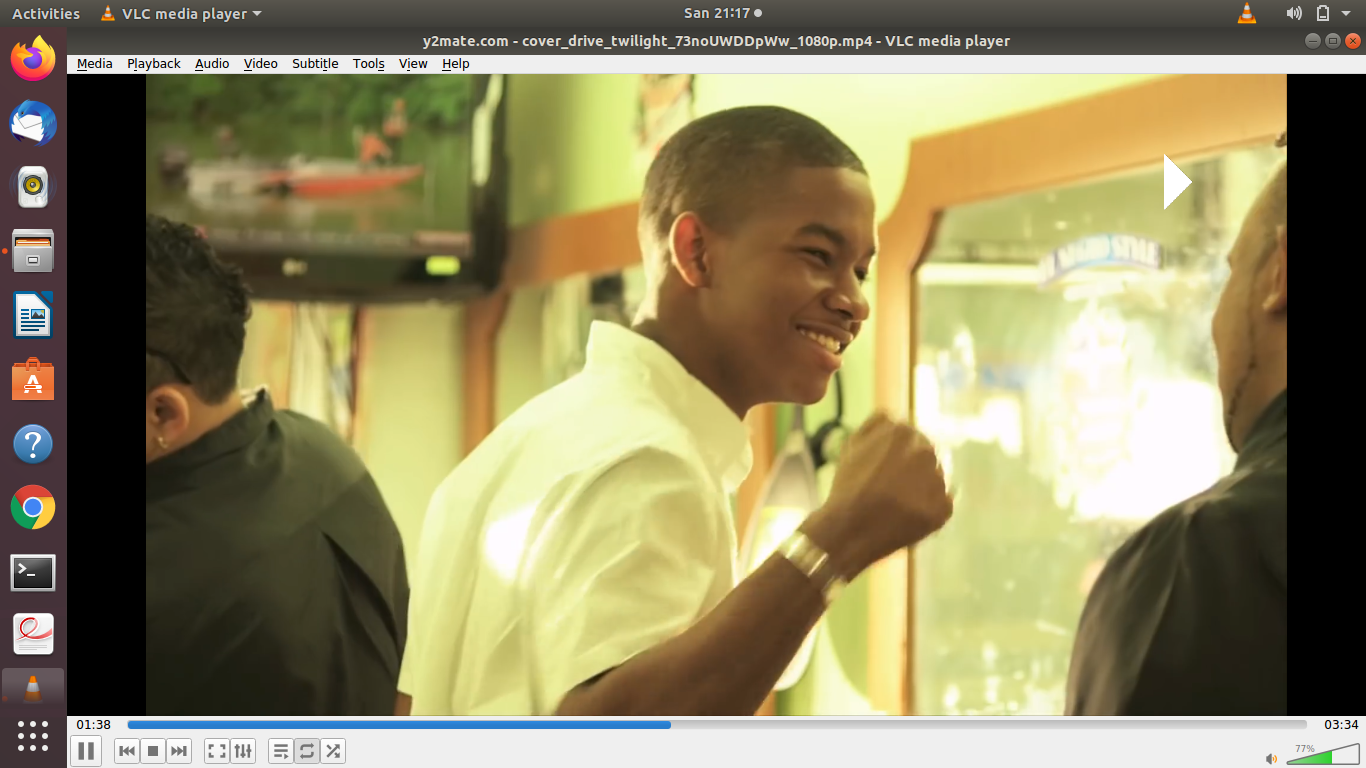 Activities VLC media player San 21:17
y2mate.com - cover_drive_twilight_73noUWDDpWw_1080p.mp4 - VLC media player
Media Playback Audio Video Subtitle Tools View Help
01:38 03:34
77%